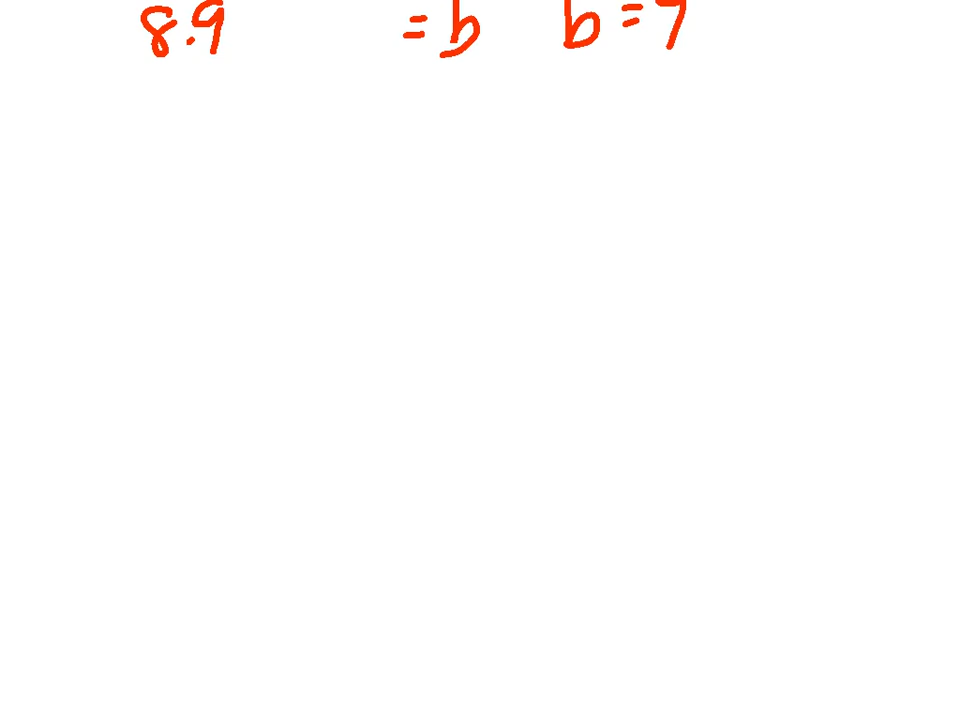 8.9 = b b = 7